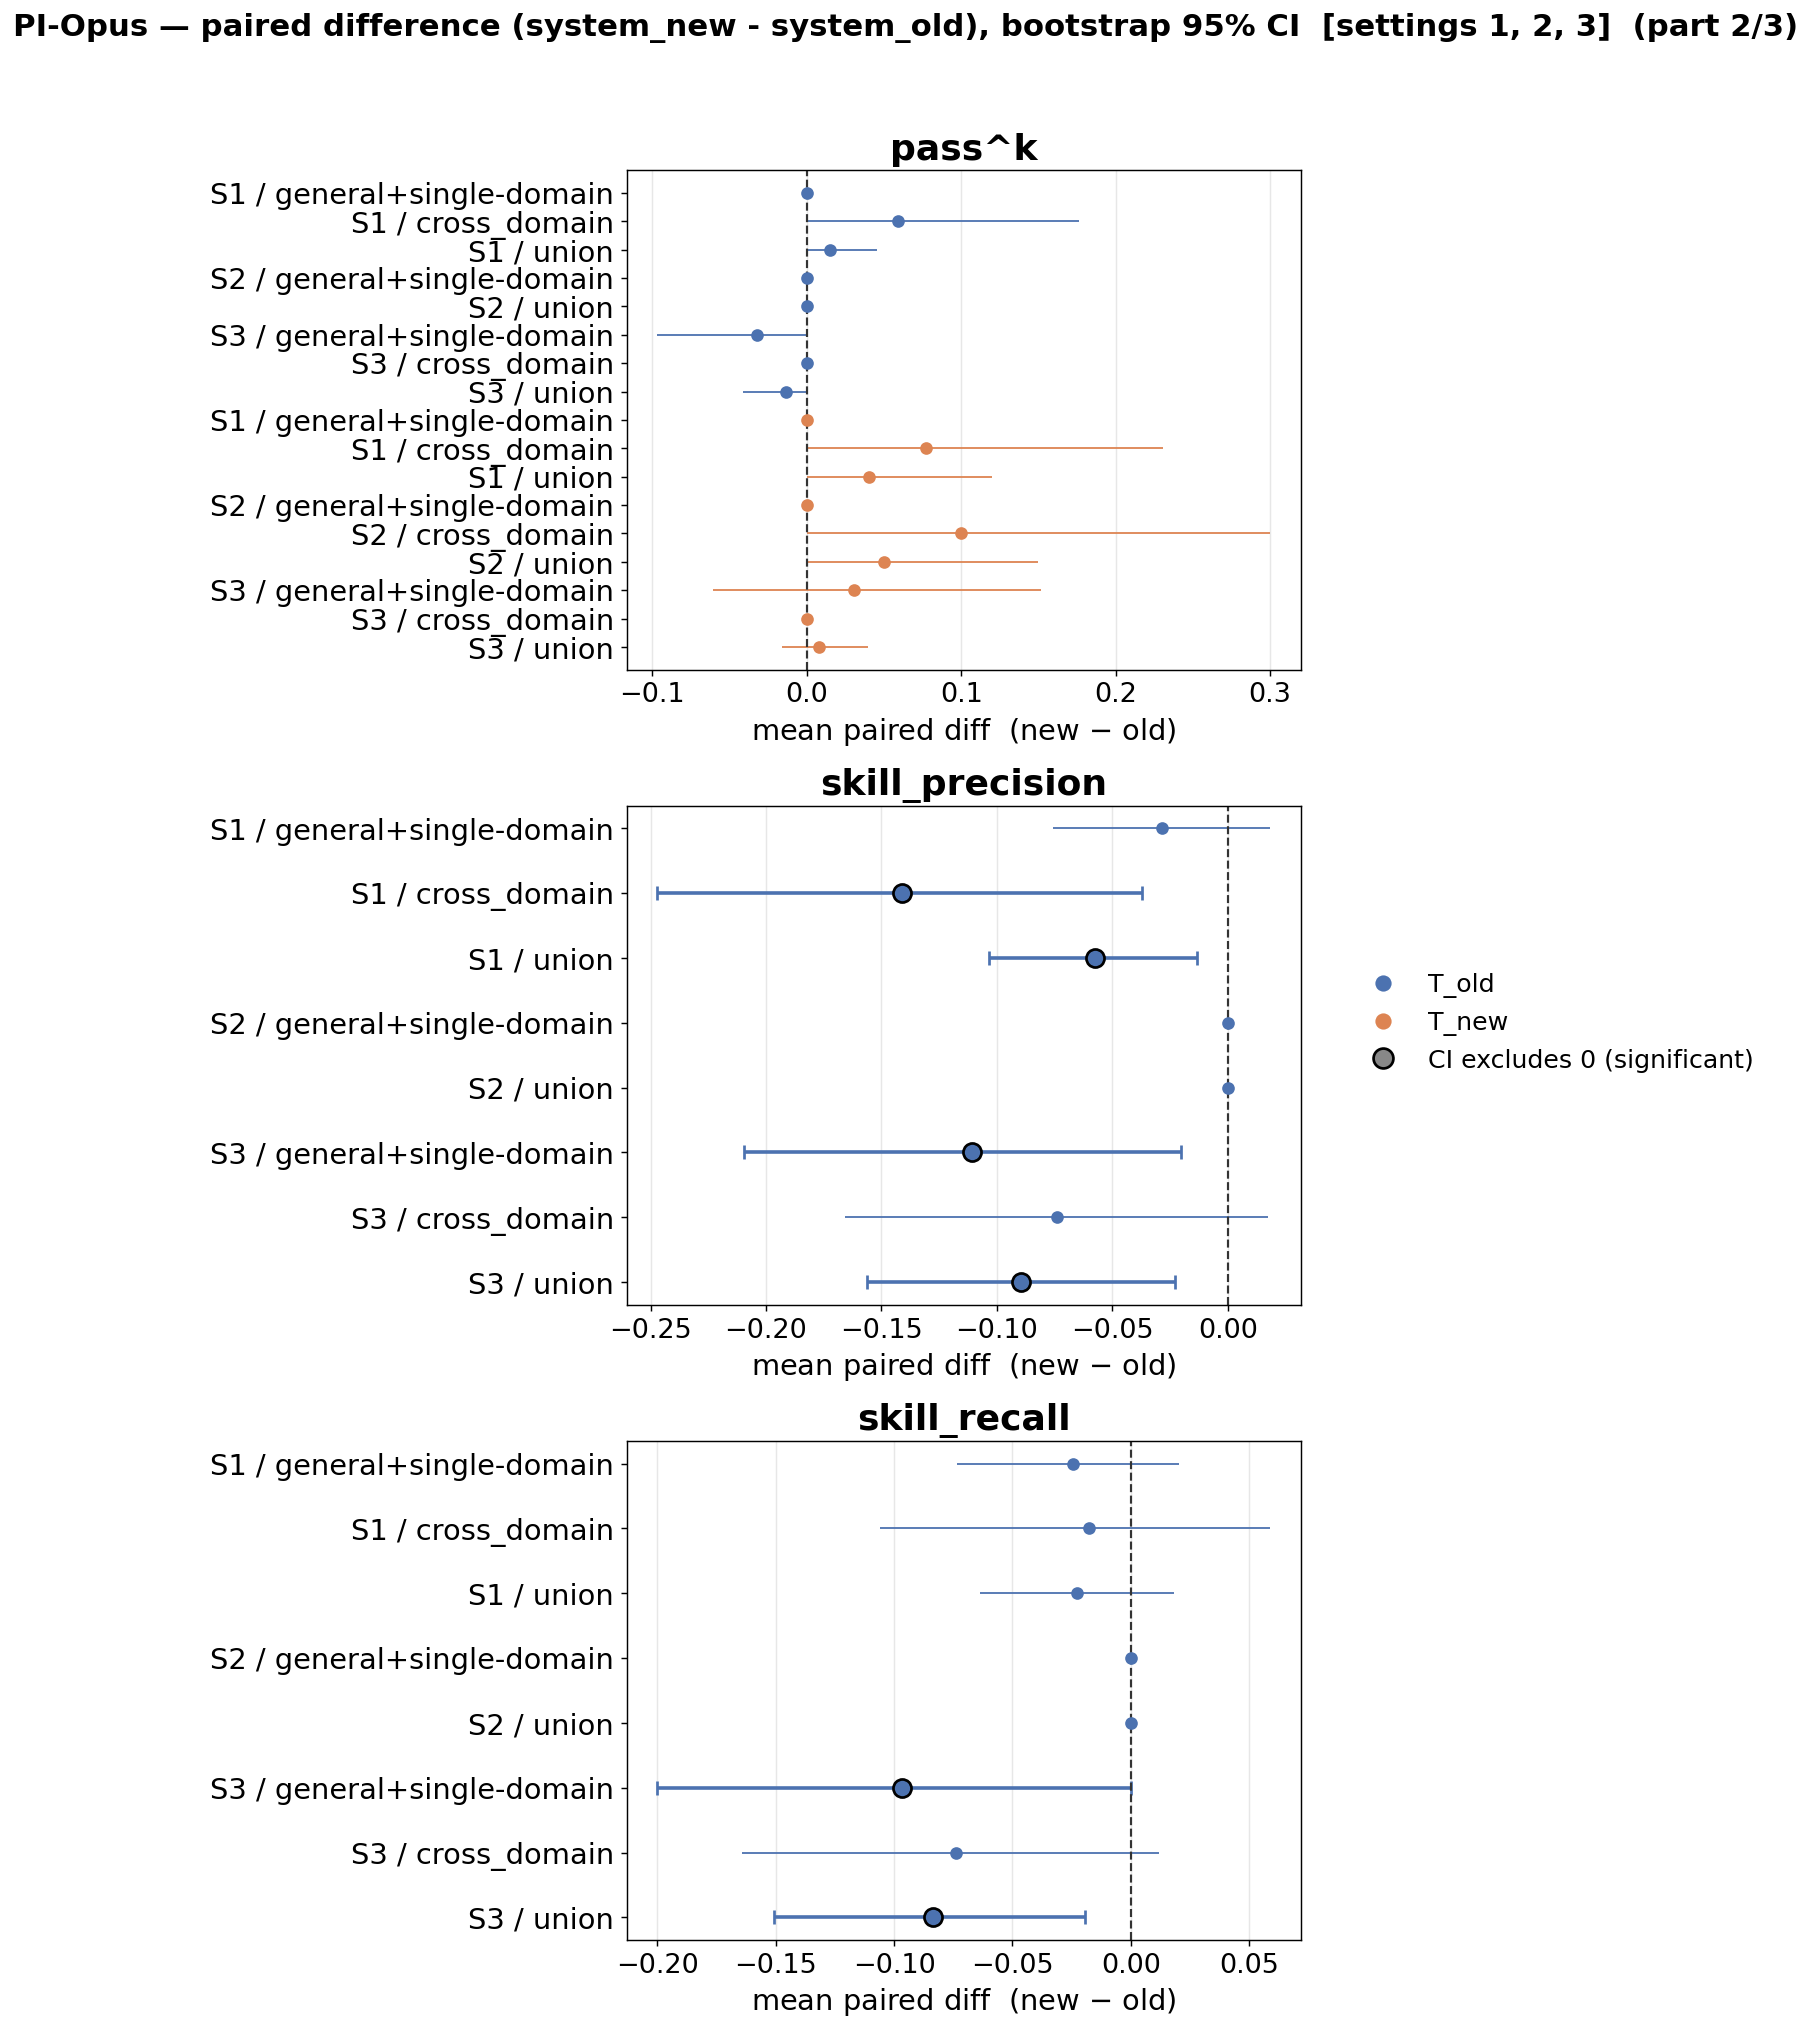 PI-Opus — paired difference (system_new - system_old), bootstrap 95% CI  [settings 1, 2, 3]  (part 2/3)
pass^k
S1 / general+single-domain
S1 / cross_domain
S1 / union
S2 / general+single-domain
S2 / union
S3 / general+single-domain
S3 / cross_domain
S3 / union
S1 / general+single-domain
S1 / cross_domain
S1 / union
S2 / general+single-domain
S2 / cross_domain
S2 / union
S3 / general+single-domain
S3 / cross_domain
S3 / union
−0.1 0.0 0.1 0.2 0.3
mean paired diff  (new − old)
skill_precision
S1 / general+single-domain
S1 / cross_domain
S1 / union
S2 / general+single-domain
S2 / union
S3 / general+single-domain
S3 / cross_domain
S3 / union
−0.25 −0.20 −0.15 −0.10 −0.05 0.00
mean paired diff  (new − old)
T_old
T_new
CI excludes 0 (significant)
skill_recall
S1 / general+single-domain
S1 / cross_domain
S1 / union
S2 / general+single-domain
S2 / union
S3 / general+single-domain
S3 / cross_domain
S3 / union
−0.20 −0.15 −0.10 −0.05 0.00 0.05
mean paired diff  (new − old)